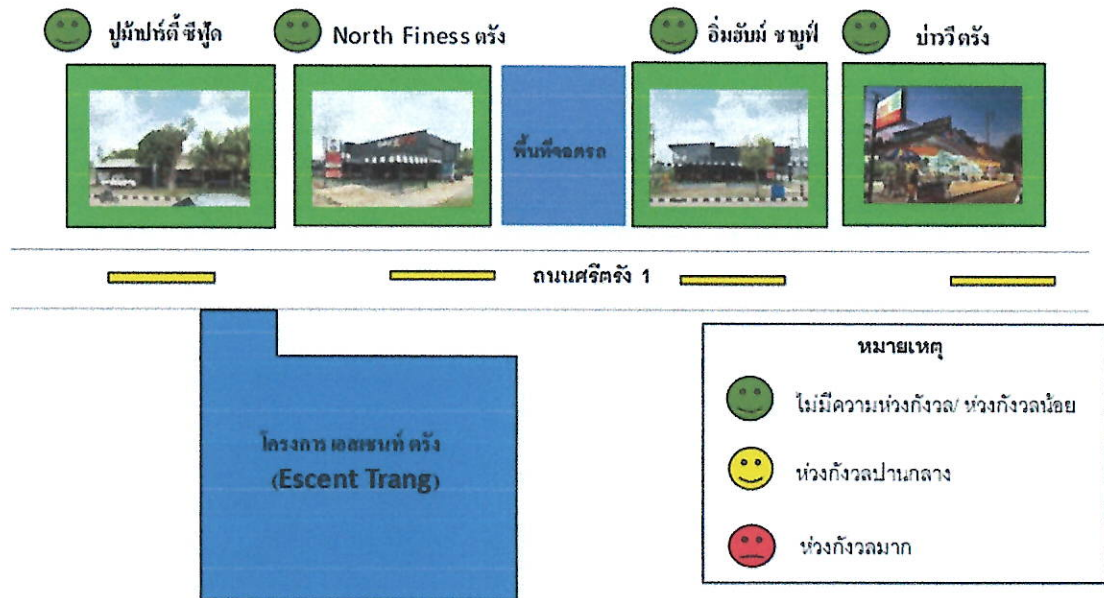 ปูม้าปาร์ตี้ ซีฟู้ด
North Finess ตรัง
อิ่มฮับม์ ชาบูฟ์
บ่าววีตรัง
พื้นที่จอดรถ
ถนนศรีตรัง 1
โครงการ เอสเซนท์ ตรัง
(Escent Trang)
หมายเหตุ
ไม่มีความห่วงกังวล/ ห่วงกังวลน้อย
ห่วงกังวลปานกลาง
ห่วงกังวลมาก